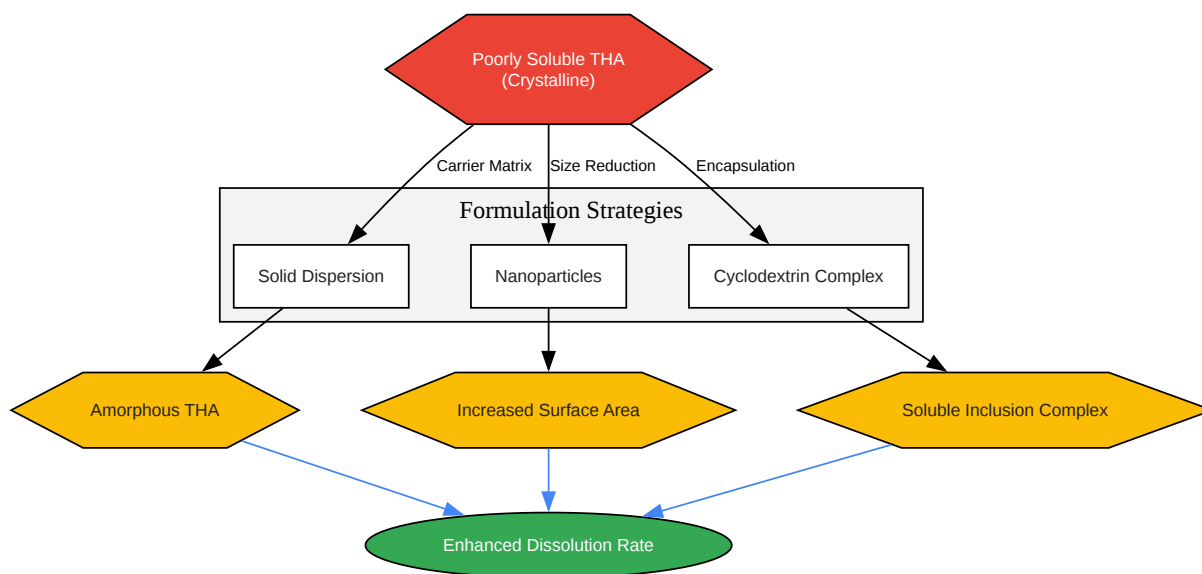 Poorly Soluble THA
(Crystalline)
Carrier Matrix
Size Reduction
Encapsulation
Formulation Strategies
Solid Dispersion
Nanoparticles
Cyclodextrin Complex
Amorphous THA
Increased Surface Area
Soluble Inclusion Complex
Enhanced Dissolution Rate